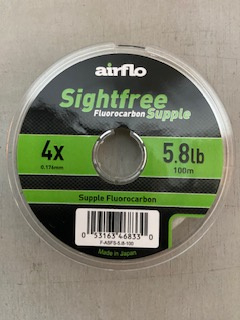 airflo
Sightfree
Fluorocarbon Supple
4x 5.8lb
0.174mm 100m
Supple Fluorocarbon
0 53163 46833 0
F-ASFS-5.8-100
Made in Japan